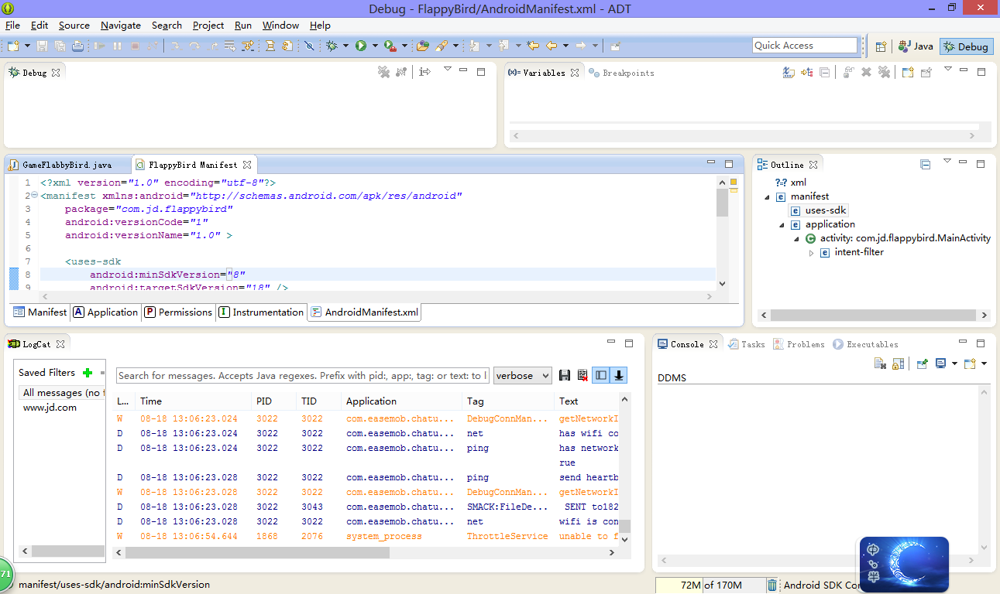 Debug - FlappyBird/AndroidManifest.xml - ADT
File Edit Source Navigate Search Project Run Window Help
Quick Access Java Debug
Debug
(x)= Variables Breakpoints
GameFlabbyBird.java FlappyBird Manifest
1 <?xml version="1.0" encoding="utf-8"?>
2 <manifest xmlns:android="http://schemas.android.com/apk/res/android"
3 package="com.jd.flappybird"
4 android:versionCode="1"
5 android:versionName="1.0" >
6
7 <uses-sdk
8 android:minSdkVersion="8"
9 android:targetSdkVersion="18" />
Manifest A Application P Permissions I Instrumentation AndroidManifest.xml
Outline
?=? xml
e manifest
e uses-sdk
e application
C activity: com.jd.flappybird.MainActivity
e intent-filter
LogCat
Saved Filters
All messages (no f
www.jd.com
Search for messages. Accepts Java regexes. Prefix with pid:, app:, tag: or text: to l verbose
L... Time PID TID Application Tag Text
W 08-18 13:06:23.024 3022 3022 com.easemob.chatu... DebugConnMan... getNetworkI
D 08-18 13:06:23.024 3022 3022 com.easemob.chatu... net has wifi co
D 08-18 13:06:23.024 3022 3022 com.easemob.chatu... ping has network
rue
D 08-18 13:06:23.028 3022 3022 com.easemob.chatu... ping send heartb
W 08-18 13:06:23.028 3022 3022 com.easemob.chatu... DebugConnMan... getNetworkI
D 08-18 13:06:23.028 3022 3043 com.easemob.chatu... SMACK:FileDe... SENT to182
D 08-18 13:06:23.028 3022 3022 com.easemob.chatu... net wifi is con
W 08-18 13:06:54.644 1868 2076 system_process ThrottleService unable to f
Console Tasks Problems Executables
DDMS
71
manifest/uses-sdk/android:minSdkVersion
72M of 170M
Android SDK Co
中
半